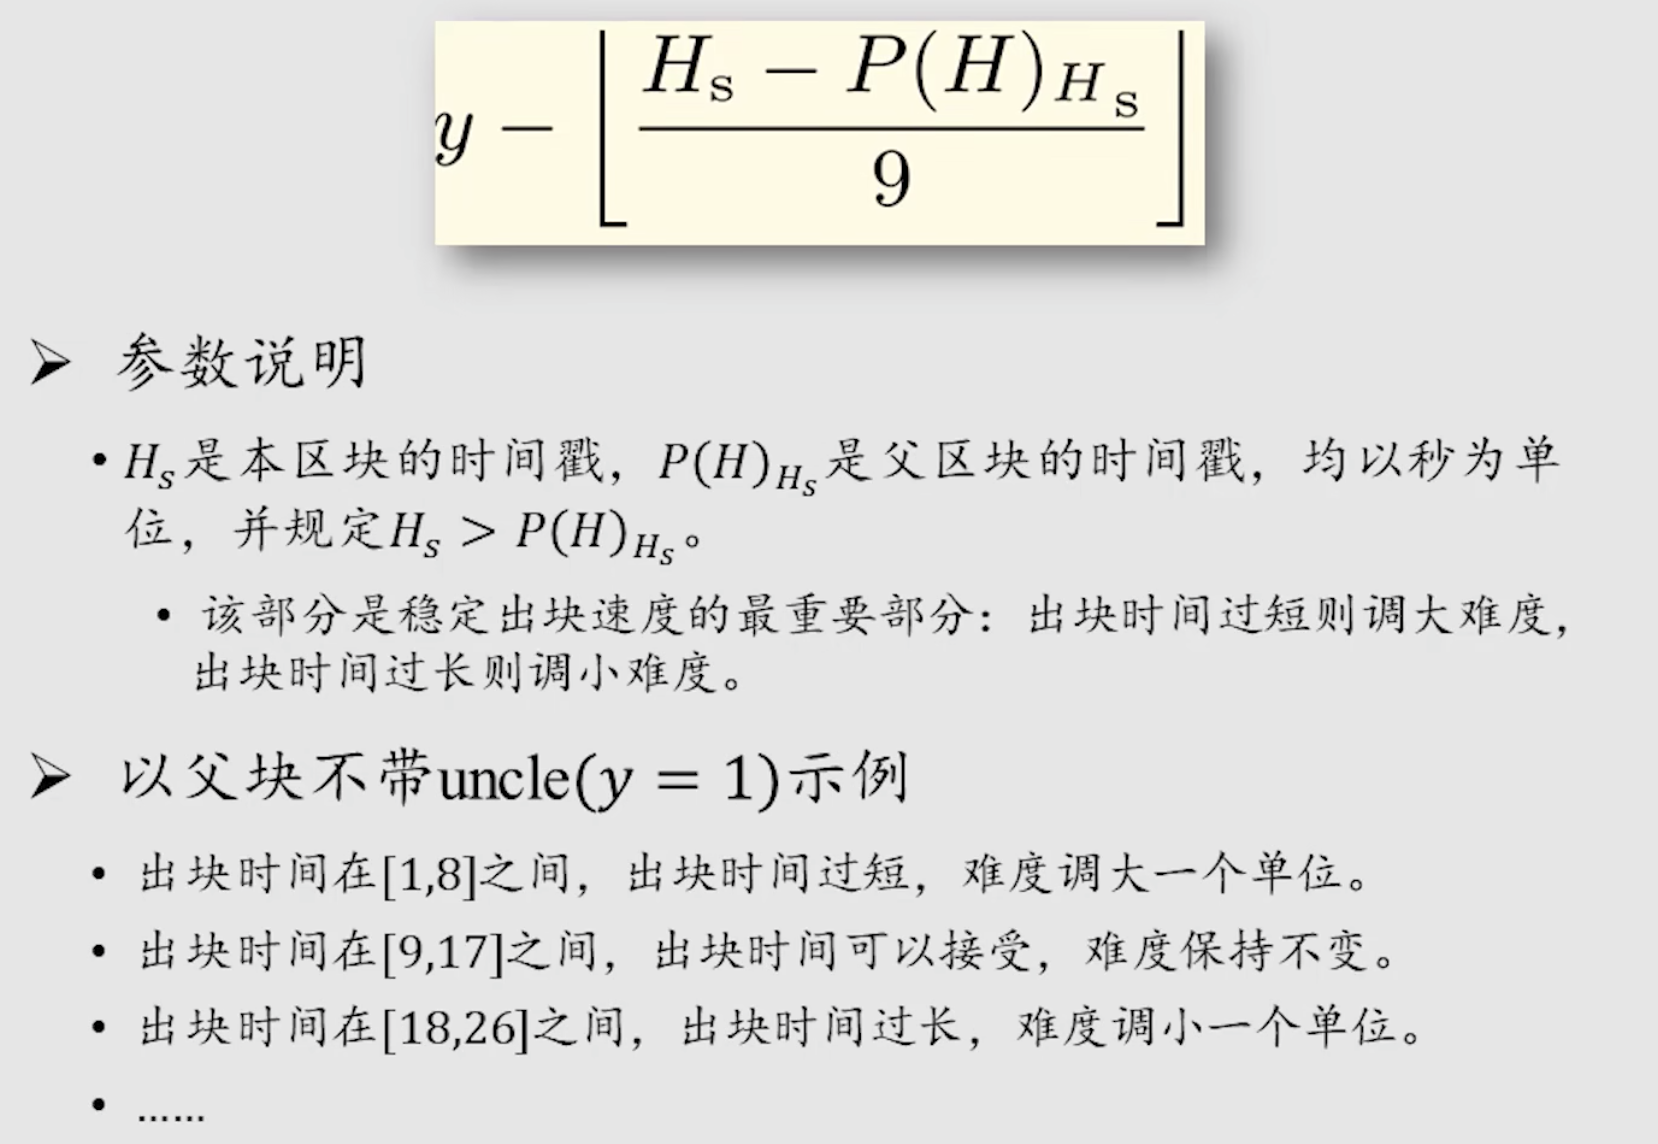 y − ⌊ (H_s − P(H)_{H_s}) / 9 ⌋
➢ 参数说明
• H_s是本区块的时间戳，P(H)_{H_s}是父区块的时间戳，均以秒为单
位，并规定H_s > P(H)_{H_s}。
• 该部分是稳定出块速度的最重要部分：出块时间过短则调大难度，
出块时间过长则调小难度。
➢ 以父块不带uncle(y = 1)示例
• 出块时间在[1,8]之间，出块时间过短，难度调大一个单位。
• 出块时间在[9,17]之间，出块时间可以接受，难度保持不变。
• 出块时间在[18,26]之间，出块时间过长，难度调小一个单位。
• ……